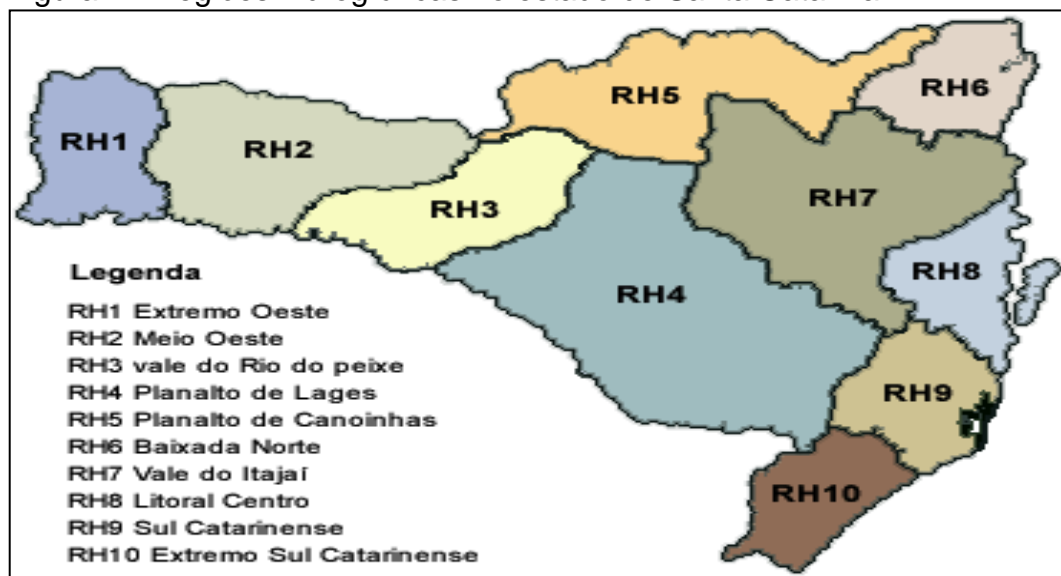 RH1
RH2
RH3
RH4
RH5
RH6
RH7
RH8
RH9
RH10
Legenda
RH1 Extremo Oeste
RH2 Meio Oeste
RH3 vale do Rio do peixe
RH4 Planalto de Lages
RH5 Planalto de Canoinhas
RH6 Baixada Norte
RH7 Vale do Itajaí
RH8 Litoral Centro
RH9 Sul Catarinense
RH10 Extremo Sul Catarinense